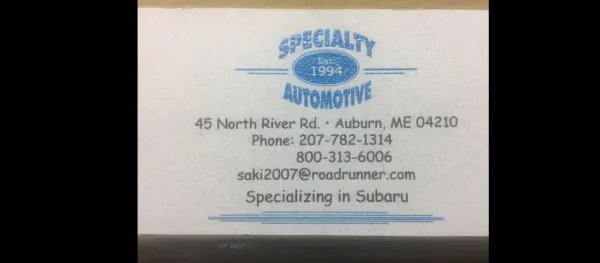 SPECIALTY
Est.
1994
AUTOMOTIVE
45 North River Rd. • Auburn, ME 04210
Phone: 207-782-1314
800-313-6006
saki2007@roadrunner.com
Specializing in Subaru